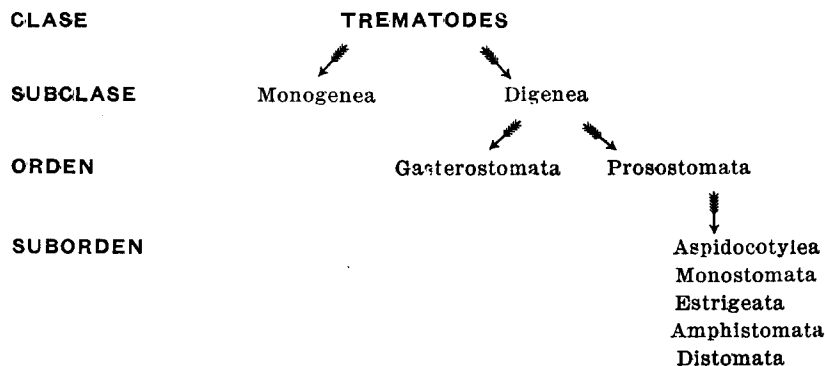 CLASE TREMATODES
SUBCLASE Monogenea Digenea
ORDEN Gasterostomata Prosostomata
SUBORDEN Aspidocotylea
Monostomata
Estrigeata
Amphistomata
Distomata